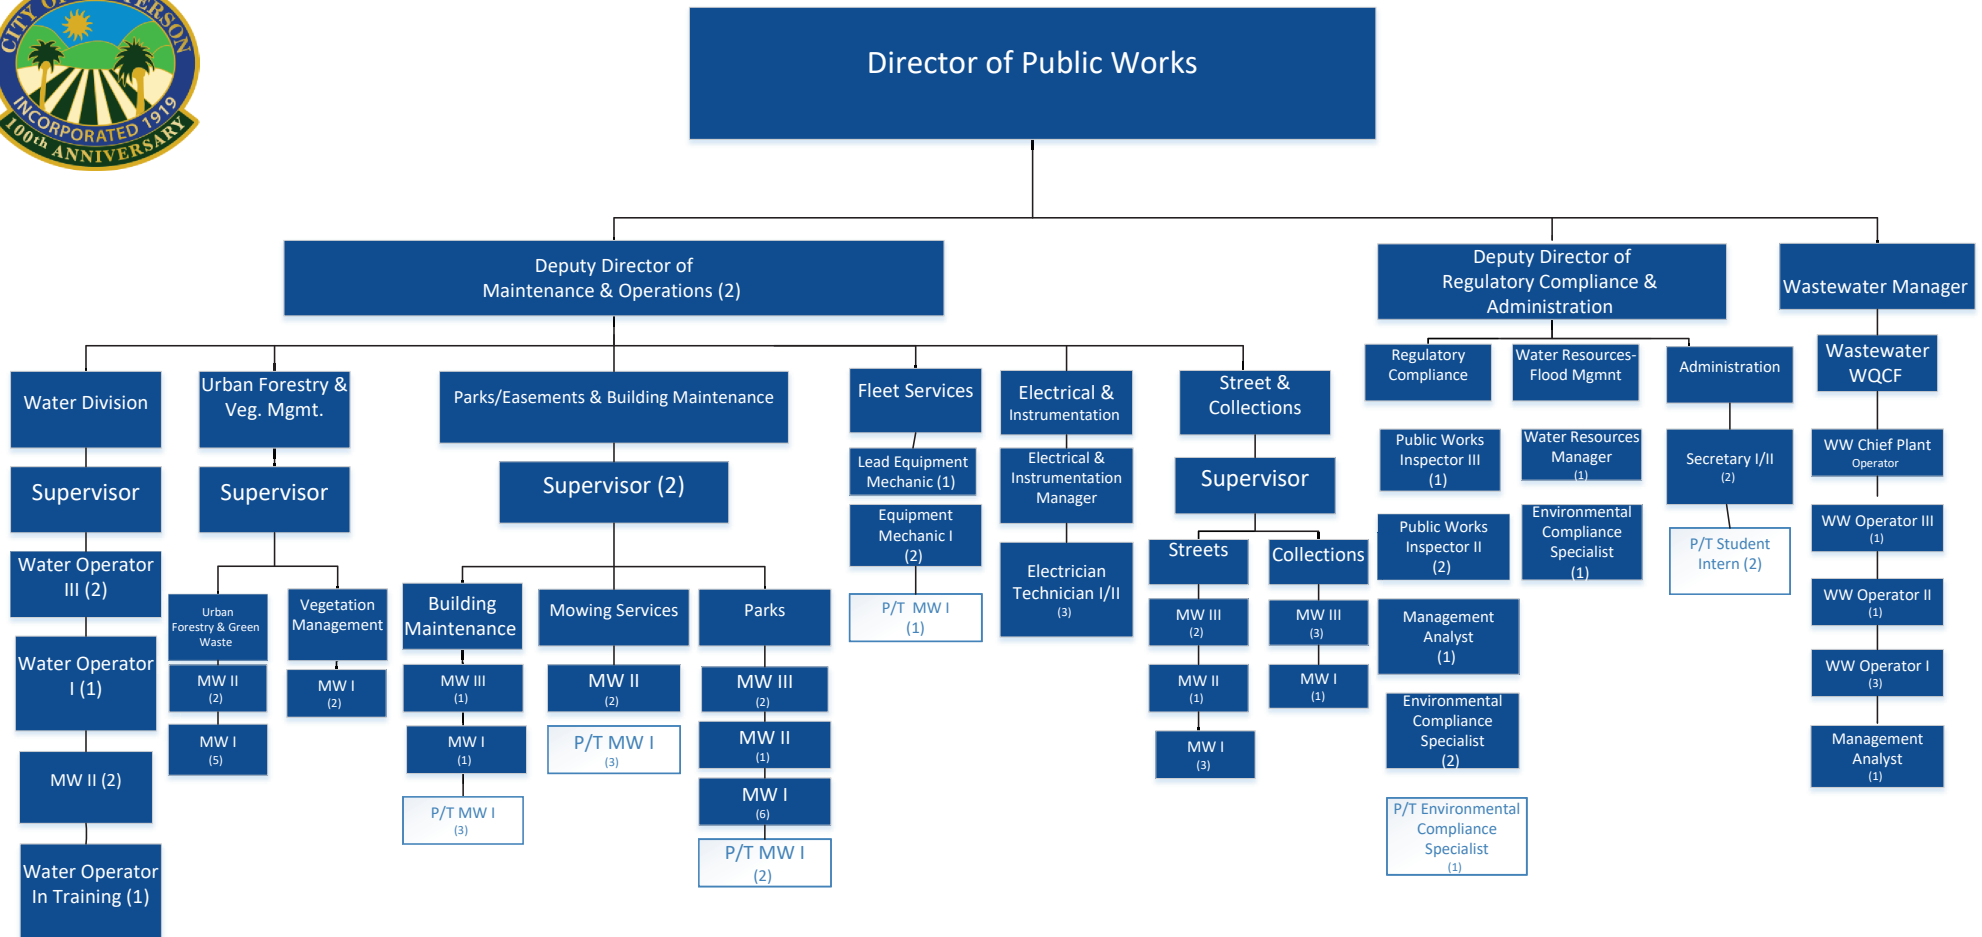 CITY OF
ERSON
INCORPORATED 1919
100th ANNIVERSARY
Director of Public Works
Deputy Director of
Maintenance & Operations (2)
Deputy Director of
Regulatory Compliance &
Administration
Wastewater Manager
Water Division
Supervisor
Water Operator
III (2)
Water Operator
I (1)
MW II (2)
Water Operator
In Training (1)
Urban Forestry &
Veg. Mgmt.
Supervisor
Urban
Forestry & Green
Waste
MW II
(2)
MW I
(5)
Vegetation
Management
MW I
(2)
Parks/Easements & Building Maintenance
Supervisor (2)
Building
Maintenance
MW III
(1)
MW I
(1)
P/T MW I
(3)
Mowing Services
MW II
(2)
P/T MW I
(3)
Parks
MW III
(2)
MW II
(1)
MW I
(6)
P/T MW I
(2)
Fleet Services
Lead Equipment
Mechanic (1)
Equipment
Mechanic I
(2)
P/T MW I
(1)
Electrical &
Instrumentation
Electrical &
Instrumentation
Manager
Electrician
Technician I/II
(3)
Street &
Collections
Supervisor
Streets
MW III
(2)
MW II
(1)
MW I
(3)
Collections
MW III
(3)
MW I
(1)
Regulatory
Compliance
Public Works
Inspector III
(1)
Public Works
Inspector II
(2)
Management
Analyst
(1)
Environmental
Compliance
Specialist
(2)
P/T Environmental
Compliance
Specialist
(1)
Water Resources-
Flood Mgmnt
Water Resources
Manager
(1)
Environmental
Compliance
Specialist
(1)
Administration
Secretary I/II
(2)
P/T Student
Intern (2)
Wastewater
WQCF
WW Chief Plant
Operator
WW Operator III
(1)
WW Operator II
(1)
WW Operator I
(3)
Management
Analyst
(1)